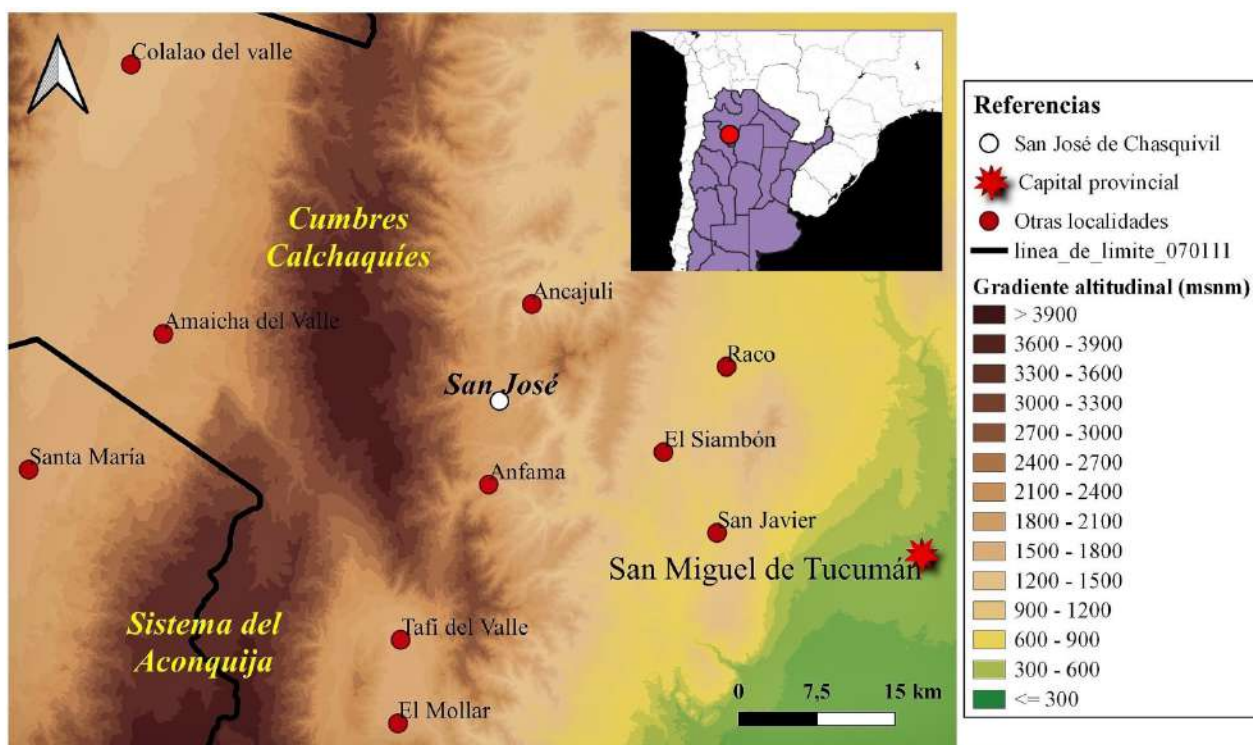 Colalao del valle
Cumbres
Calchaquíes
Ancajuli
Amaicha del Valle
Raco
San José
El Siambón
Santa María
Anfama
San Javier
San Miguel de Tucumán
Sistema del
Aconquija
Tafí del Valle
El Mollar
0 7,5 15 km
Referencias
San José de Chasquivil
Capital provincial
Otras localidades
linea_de_limite_070111
Gradiente altitudinal (msnm)
> 3900
3600 - 3900
3300 - 3600
3000 - 3300
2700 - 3000
2400 - 2700
2100 - 2400
1800 - 2100
1500 - 1800
1200 - 1500
900 - 1200
600 - 900
300 - 600
<= 300